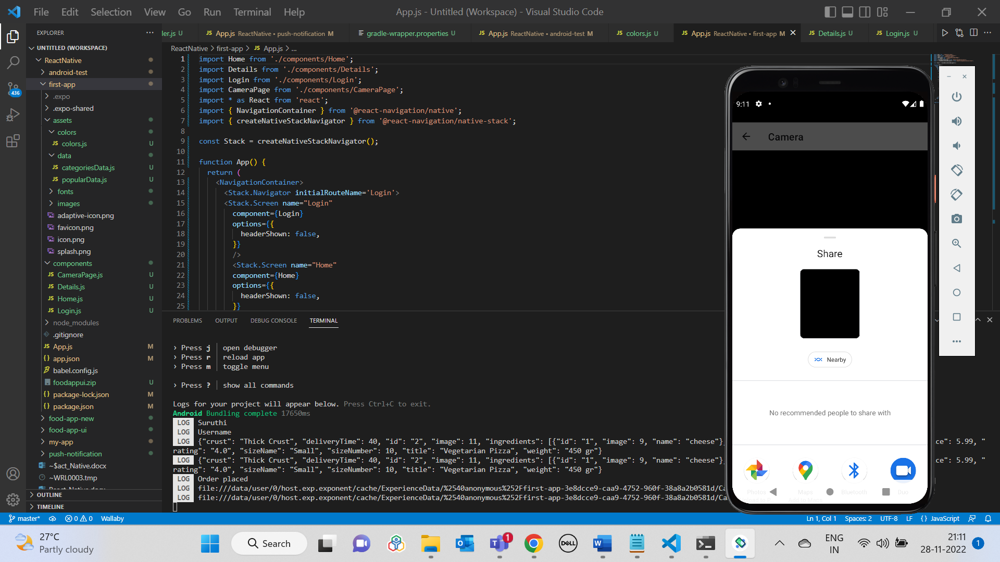 File Edit Selection View Go Run Terminal Help
App.js - Untitled (Workspace) - Visual Studio Code
EXPLORER
UNTITLED (WORKSPACE)
ReactNative
android-test
first-app
.expo
.expo-shared
assets
colors
colors.js U
data
categoriesData.js U
popularData.js U
fonts
images
adaptive-icon.png
favicon.png
icon.png
splash.png
components
CameraPage.js U
Details.js U
Home.js U
Login.js U
node_modules
.gitignore
App.js M
app.json M
babel.config.js
foodappui.zip U
package-lock.json M
package.json M
food-app-new
food-app-ui
my-app
push-notification
~$act_Native.docx
~WRL0003.tmp
OUTLINE
TIMELINE
436
der.js U
App.js ReactNative • push-notification M
gradle-wrapper.properties U
App.js ReactNative • android-test M
colors.js U
App.js ReactNative • first-app M
Details.js U
Login.js U
ReactNative > first-app > JS App.js > ...
1 import Home from './components/Home';
2 import Details from './components/Details';
3 import Login from './components/Login';
4 import CameraPage from './components/CameraPage';
5 import * as React from 'react';
6 import { NavigationContainer } from '@react-navigation/native';
7 import { createNativeStackNavigator } from '@react-navigation/native-stack';
8
9 const Stack = createNativeStackNavigator();
10
11 function App() {
12 return (
13 <NavigationContainer>
14 <Stack.Navigator initialRouteName='Login'>
15 <Stack.Screen name="Login"
16 component={Login}
17 options={{
18 headerShown: false,
19 }}
20 />
21 <Stack.Screen name="Home"
22 component={Home}
23 options={{
24 headerShown: false,
25 }}
PROBLEMS OUTPUT DEBUG CONSOLE TERMINAL
› Press j │ open debugger
› Press r │ reload app
› Press m │ toggle menu
› Press ? │ show all commands
Logs for your project will appear below. Press Ctrl+C to exit.
Android Bundling complete 17650ms
LOG Suruthi
LOG Username
LOG {"crust": "Thick Crust", "deliveryTime": 40, "id": "2", "image": 11, "ingredients": [{"id": "1", "image": 9, "name": "cheese"} ce": 5.99, "
rating": "4.0", "sizeName": "Small", "sizeNumber": 10, "title": "Vegetarian Pizza", "weight": "450 gr"}
LOG {"crust": "Thick Crust", "deliveryTime": 40, "id": "2", "image": 11, "ingredients": [{"id": "1", "image": 9, "name": "cheese"} ce": 5.99, "
rating": "4.0", "sizeName": "Small", "sizeNumber": 10, "title": "Vegetarian Pizza", "weight": "450 gr"}
LOG Order placed
LOG file:///data/user/0/host.exp.exponent/cache/ExperienceData/%2540anonymous%252Ffirst-app-3e8dcce9-caa9-4752-960f-38a8a2b0581d/Ca
LOG file:///data/user/0/host.exp.exponent/cache/ExperienceData/%2540anonymous%252Ffirst-app-3e8dcce9-caa9-4752-960f-38a8a2b0581d/Ca
9:11
Camera
Share
Nearby
No recommended people to share with
Photos Maps Bluetooth Duo
Add to Maps
master* 0 0 Wallaby
Ln 1, Col 1 Spaces: 2 UTF-8 LF {} JavaScript
27°C
Partly cloudy
Search
1
DELL
ENG
IN
21:11
28-11-2022
1